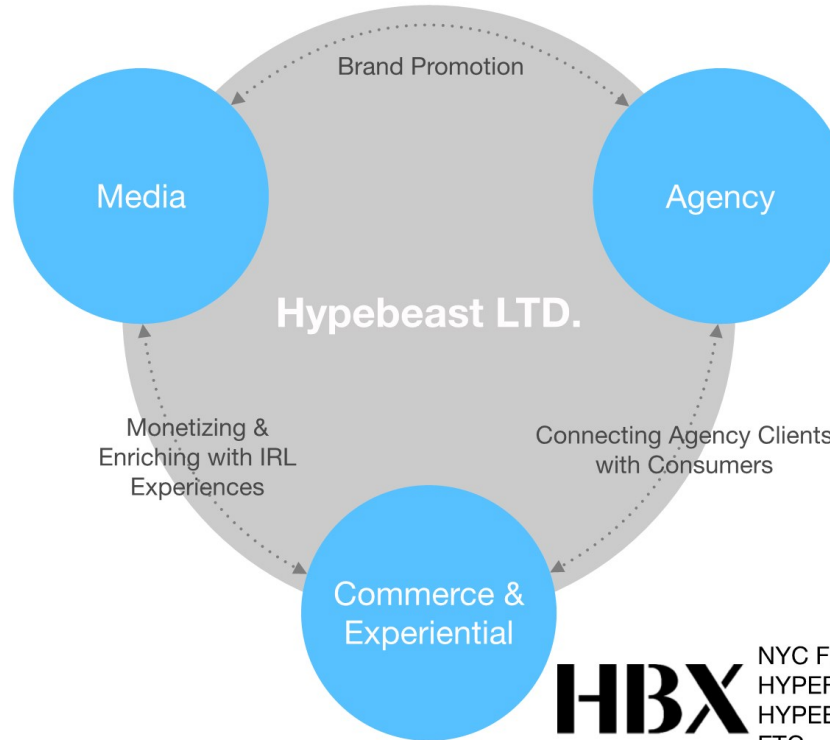 Brand Promotion
Media
Agency
Hypebeast LTD.
Monetizing &
Enriching with IRL
Experiences
Connecting Agency Clients
with Consumers
Commerce &
Experiential
HBX
NYC F